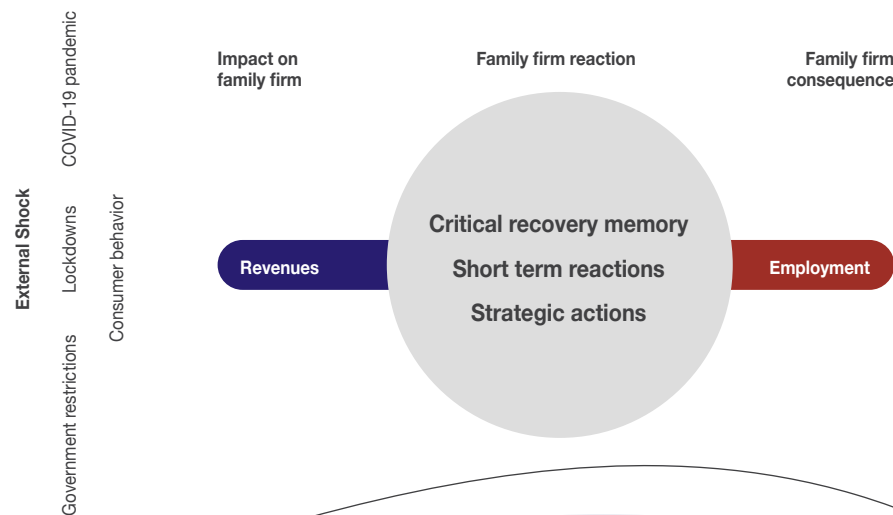 External Shock
COVID-19 pandemic
Lockdowns
Government restrictions
Consumer behavior
Impact on
family firm
Family firm reaction
Family firm
consequence
Revenues
Critical recovery memory
Short term reactions
Strategic actions
Employment